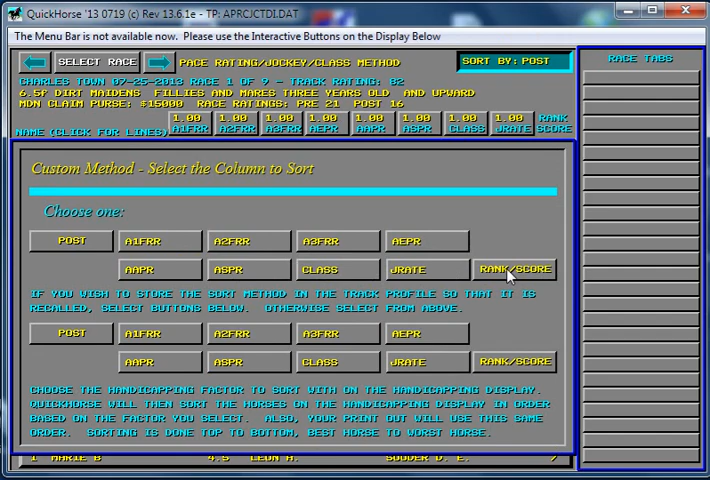 QuickHorse '13 0719 (c) Rev 13.6.1e - TP: APRCJCTDI.DAT
The Menu Bar is not available now. Please use the Interactive Buttons on the Display Below
SELECT RACE PACE RATING/JOCKEY/CLASS METHOD SORT BY: POST RACE TABS
CHARLES TOWN 07-25-2013 RACE 1 OF 9 - TRACK RATING: 82
6.5F DIRT MAIDENS FILLIES AND MARES THREE YEARS OLD AND UPWARD
MDN CLAIM PURSE: $15000 RACE RATINGS: PRE 21 POST 16
1.00 1.00 1.00 1.00 1.00 1.00 1.00 1.00 RANK
NAME (CLICK FOR LINES) A1FRR A2FRR A3FRR AEPR AAPR ASPR CLASS JRATE SCORE
Custom Method - Select the Column to Sort
Choose one:
POST A1FRR A2FRR A3FRR AEPR
AAPR ASPR CLASS JRATE RANK/SCORE
IF YOU WISH TO STORE THE SORT METHOD IN THE TRACK PROFILE SO THAT IT IS
RECALLED, SELECT BUTTONS BELOW. OTHERWISE SELECT FROM ABOVE.
POST A1FRR A2FRR A3FRR AEPR
AAPR ASPR CLASS JRATE RANK/SCORE
CHOOSE THE HANDICAPPING FACTOR TO SORT WITH ON THE HANDICAPPING DISPLAY.
QUICKHORSE WILL THEN SORT THE HORSES ON THE HANDICAPPING DISPLAY IN ORDER
BASED ON THE FACTOR YOU SELECT. ALSO, YOUR PRINT OUT WILL USE THIS SAME
ORDER. SORTING IS DONE TOP TO BOTTOM, BEST HORSE TO WORST HORSE.
1 MARIE B 4.5 LEON A. SOUDER D. E. 7